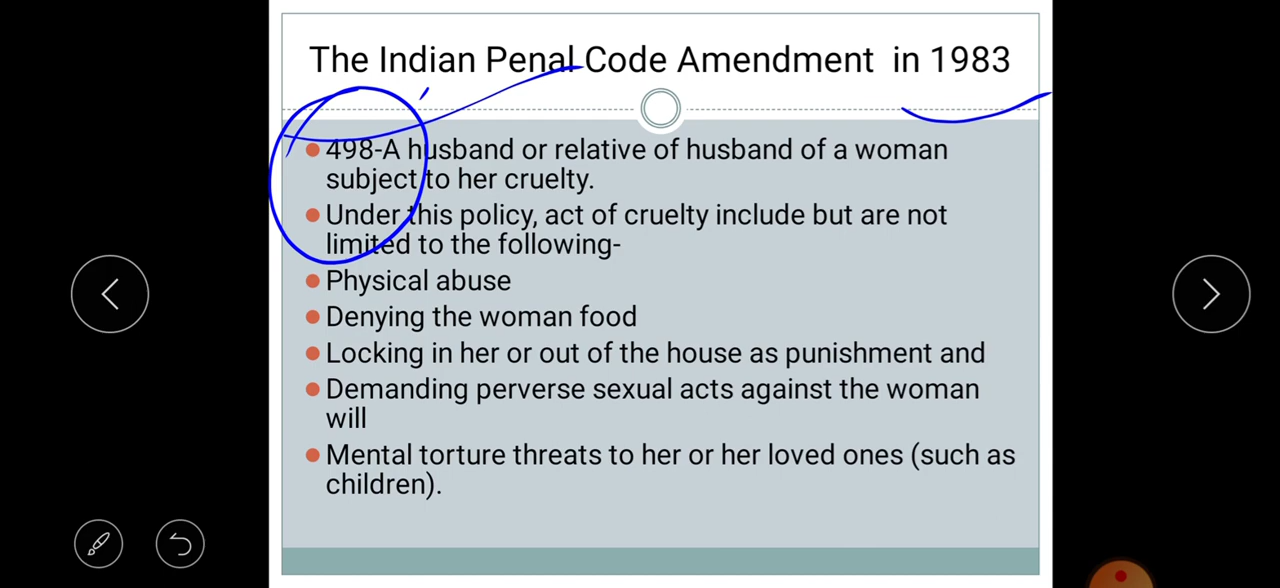 The Indian Penal Code Amendment in 1983
498-A husband or relative of husband of a woman
subject to her cruelty.
Under this policy, act of cruelty include but are not
limited to the following-
Physical abuse
Denying the woman food
Locking in her or out of the house as punishment and
Demanding perverse sexual acts against the woman
will
Mental torture threats to her or her loved ones (such as
children).